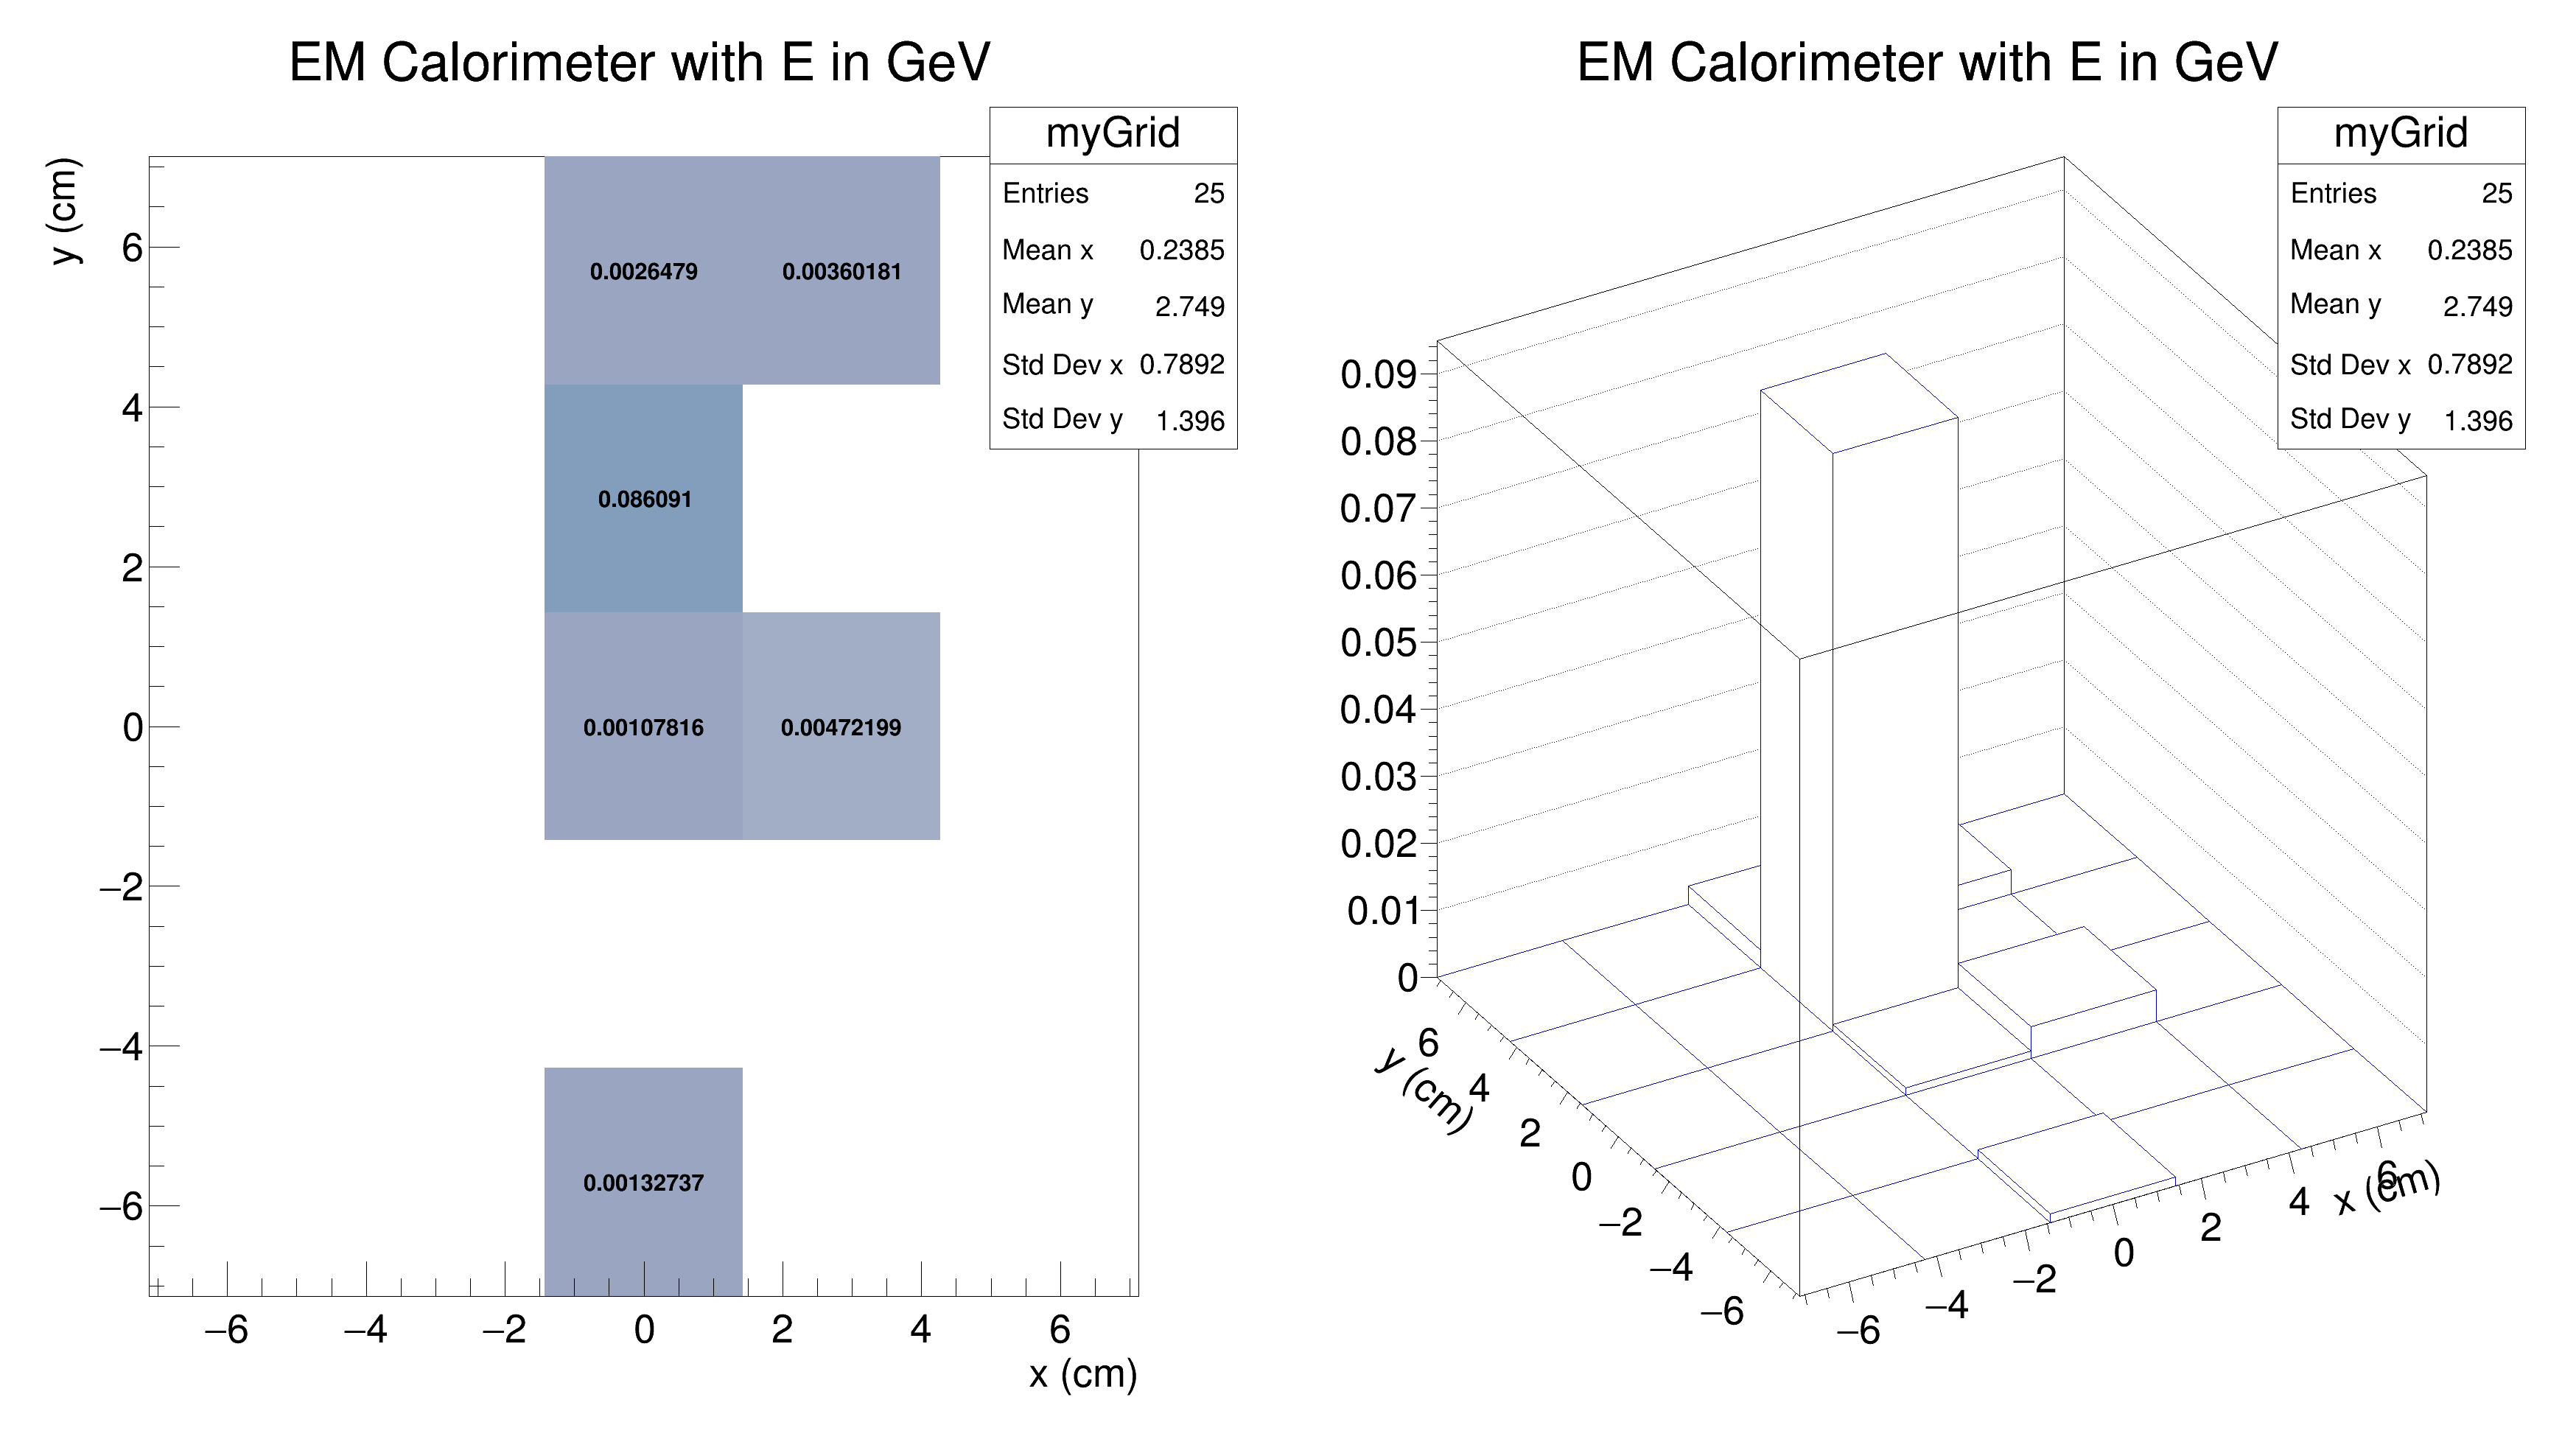 EM Calorimeter with E in GeV
myGrid
Entries 25
Mean x 0.2385
Mean y 2.749
Std Dev x 0.7892
Std Dev y 1.396
y (cm)
6
4
2
0
−2
−4
−6
0.0026479 0.00360181
0.086091
0.00107816 0.00472199
0.00132737
−6 −4 −2 0 2 4 6
x (cm)
EM Calorimeter with E in GeV
myGrid
Entries 25
Mean x 0.2385
Mean y 2.749
Std Dev x 0.7892
Std Dev y 1.396
0.09
0.08
0.07
0.06
0.05
0.04
0.03
0.02
0.01
0
6
4
2
0
−2
−4
−6
y (cm)
−6 −4 −2 0 2 4 6
x (cm)